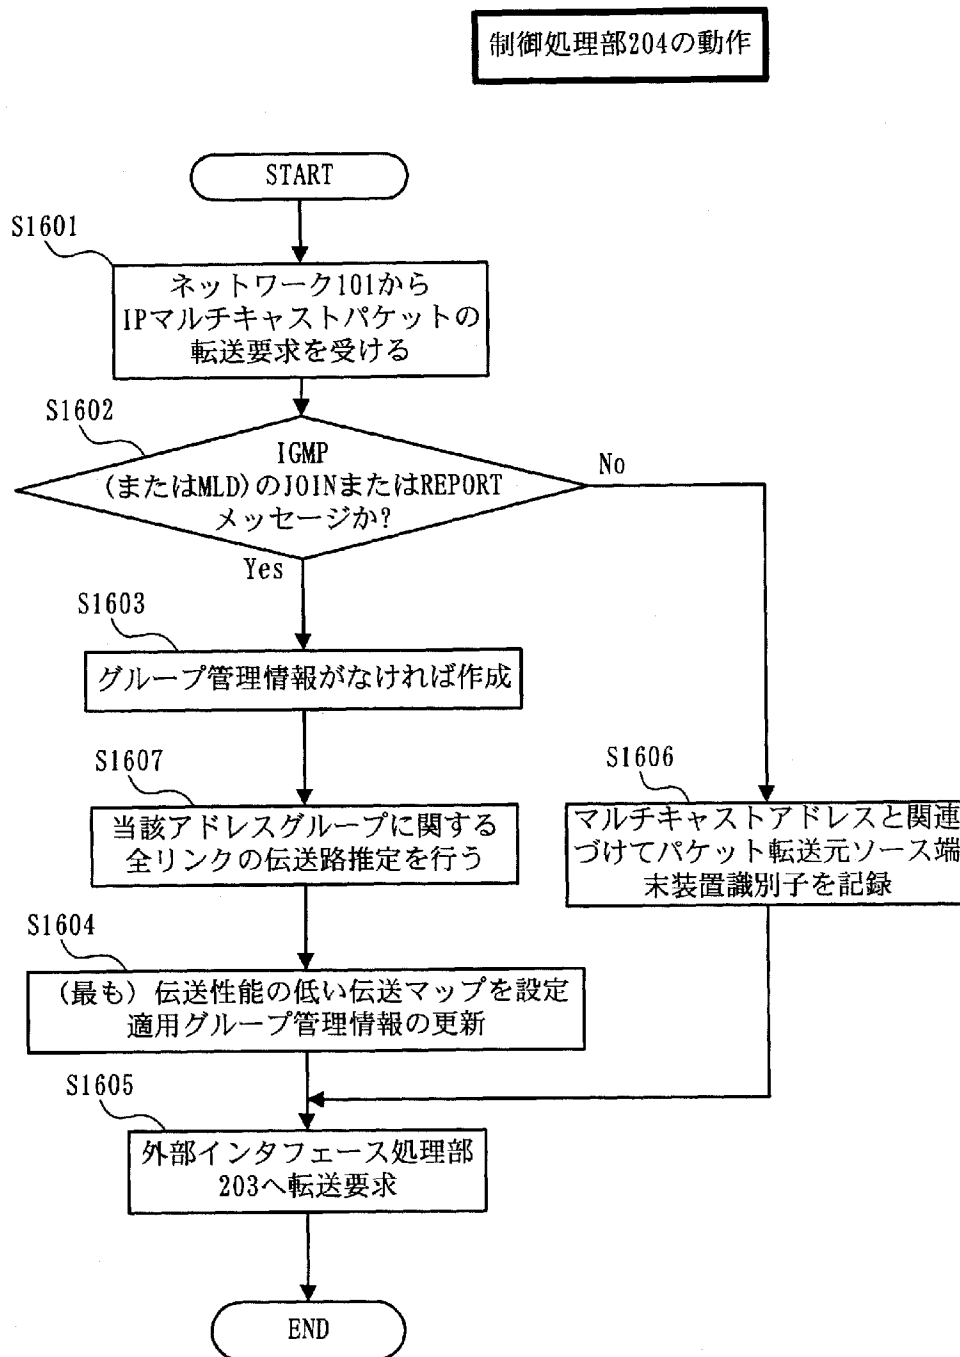 制御処理部204の動作
START
S1601
ネットワーク101から
IPマルチキャストパケットの
転送要求を受ける
S1602
IGMP
(またはMLD)のJOINまたはREPORT
メッセージか?
No
Yes
S1603
グループ管理情報がなければ作成
S1607
当該アドレスグループに関する
全リンクの伝送路推定を行う
S1606
マルチキャストアドレスと関連
づけてパケット転送元ソース端
末装置識別子を記録
S1604
(最も)伝送性能の低い伝送マップを設定
適用グループ管理情報の更新
S1605
外部インタフェース処理部
203へ転送要求
END